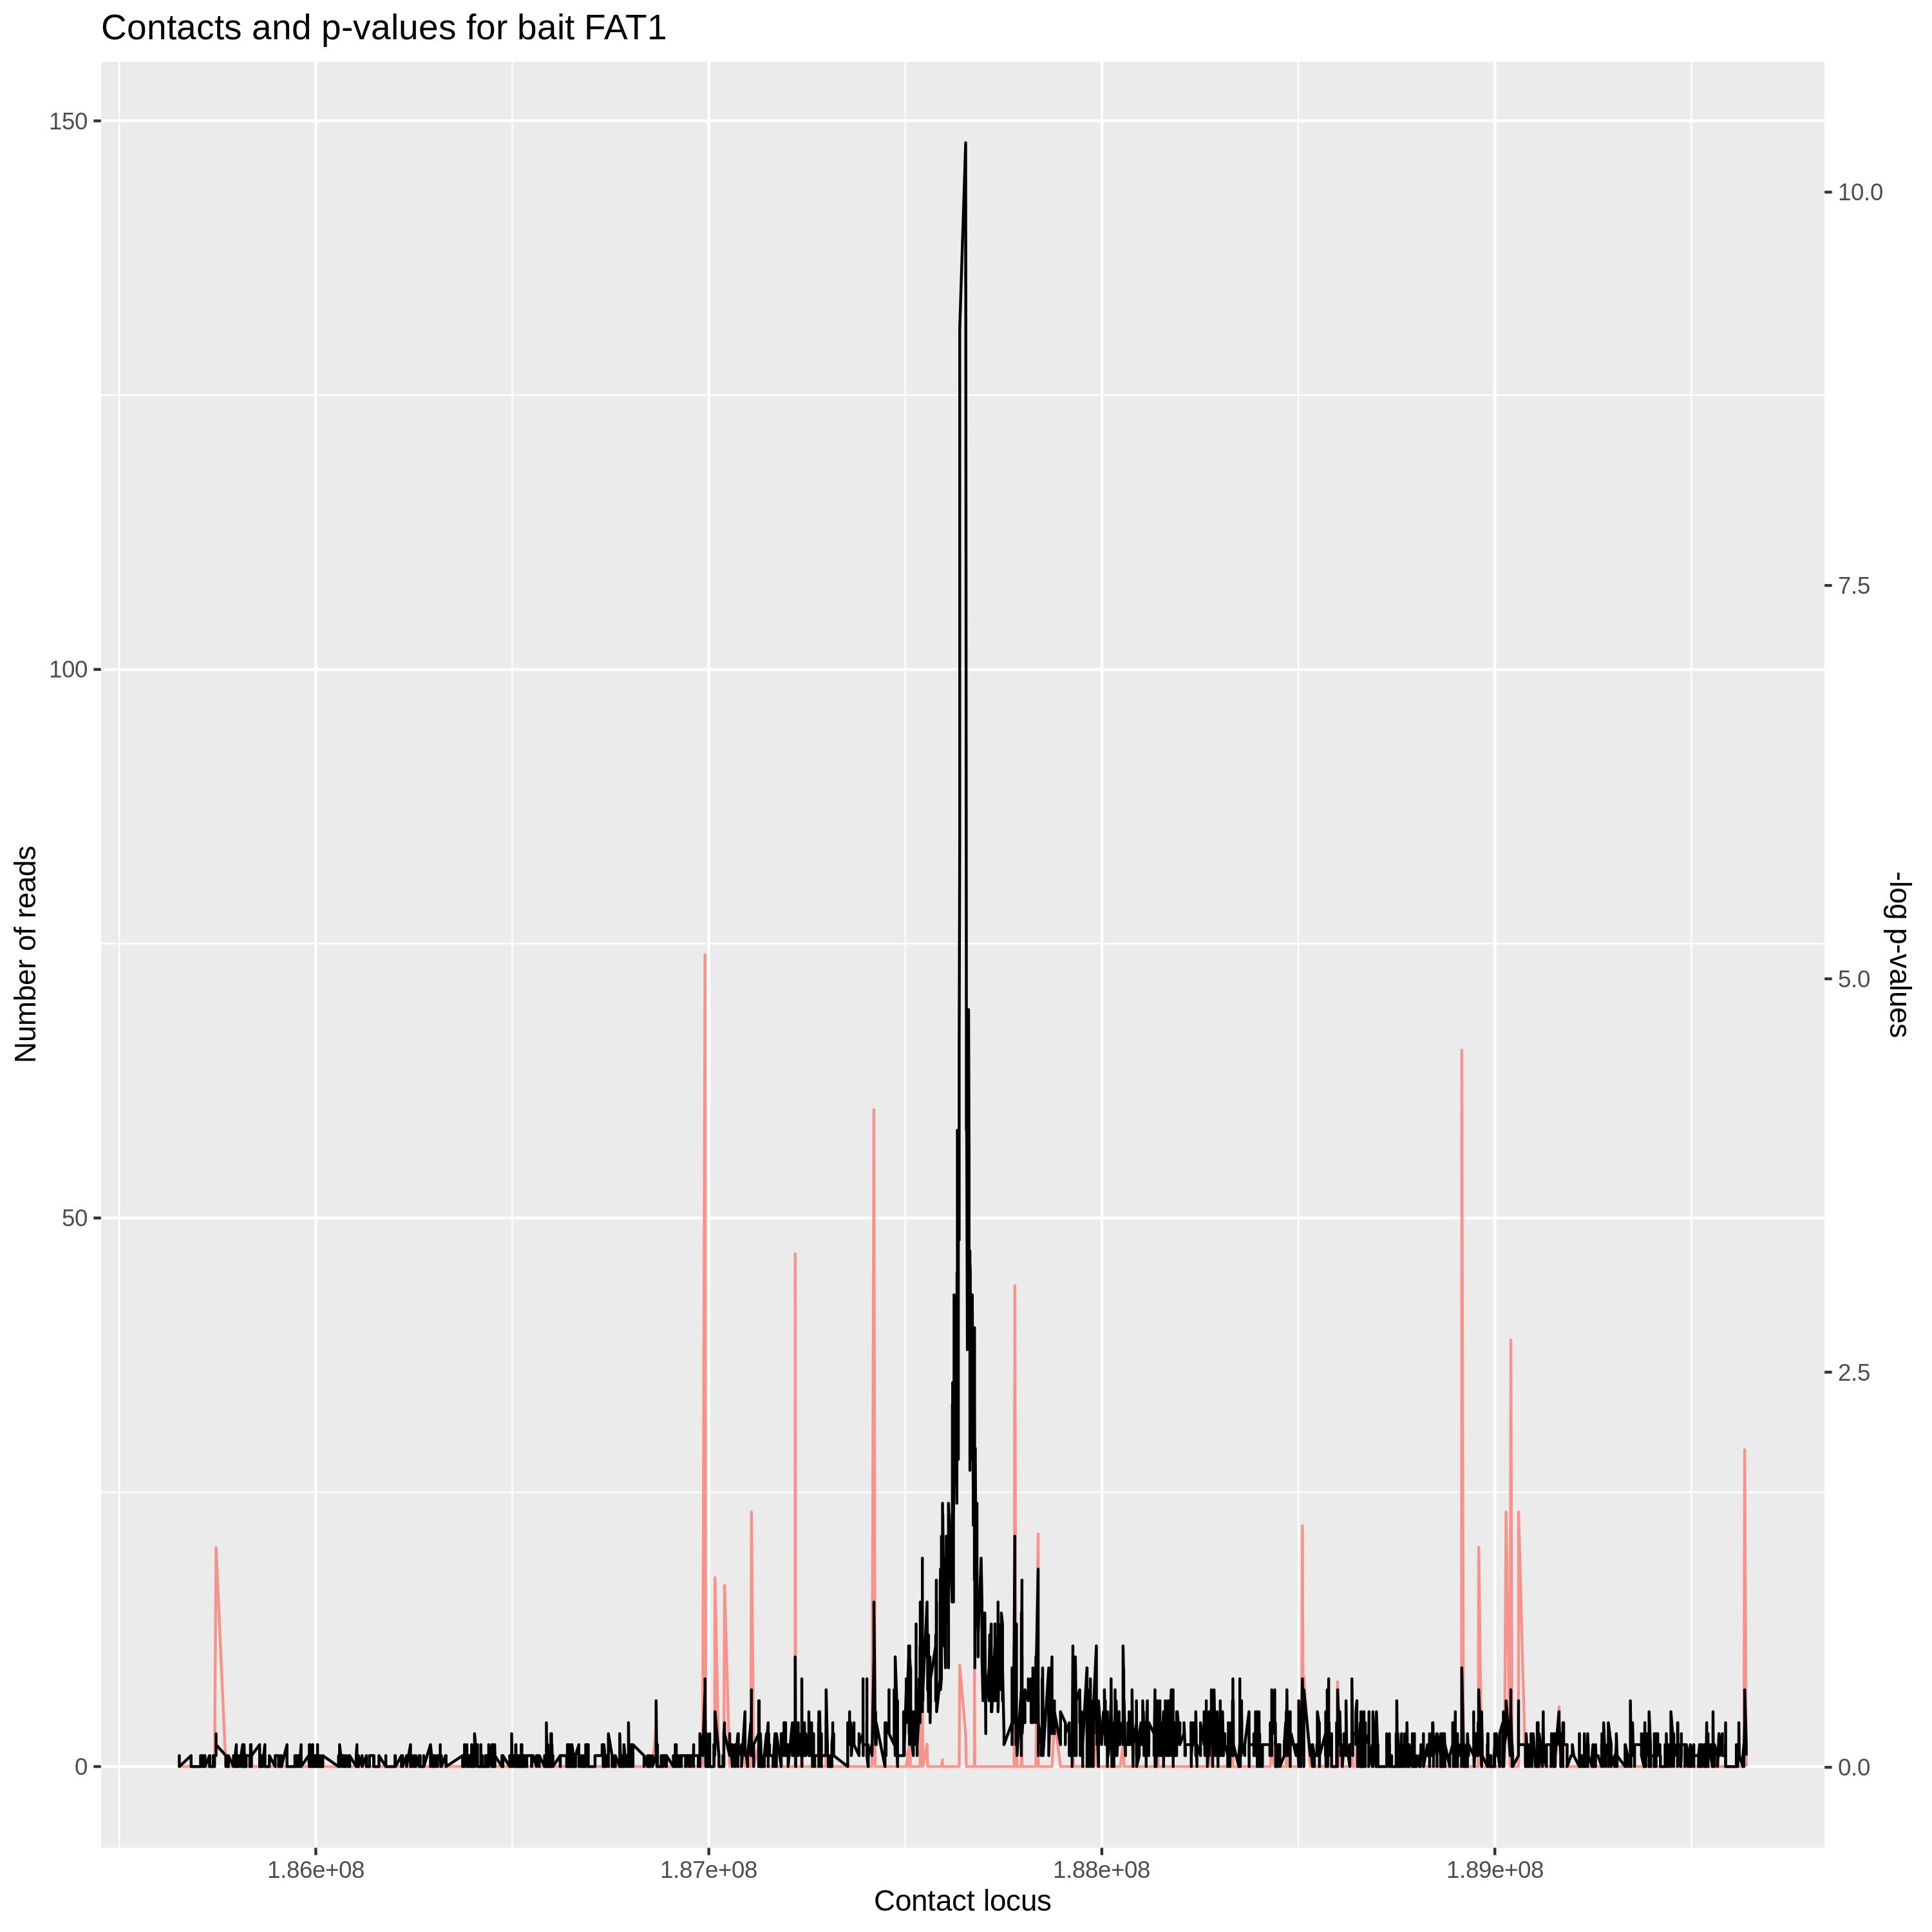 Contacts and p-values for bait FAT1
150
100
50
0
Number of reads
10.0
7.5
5.0
2.5
0.0
-log p-values
1.86e+08
1.87e+08
1.88e+08
1.89e+08
Contact locus